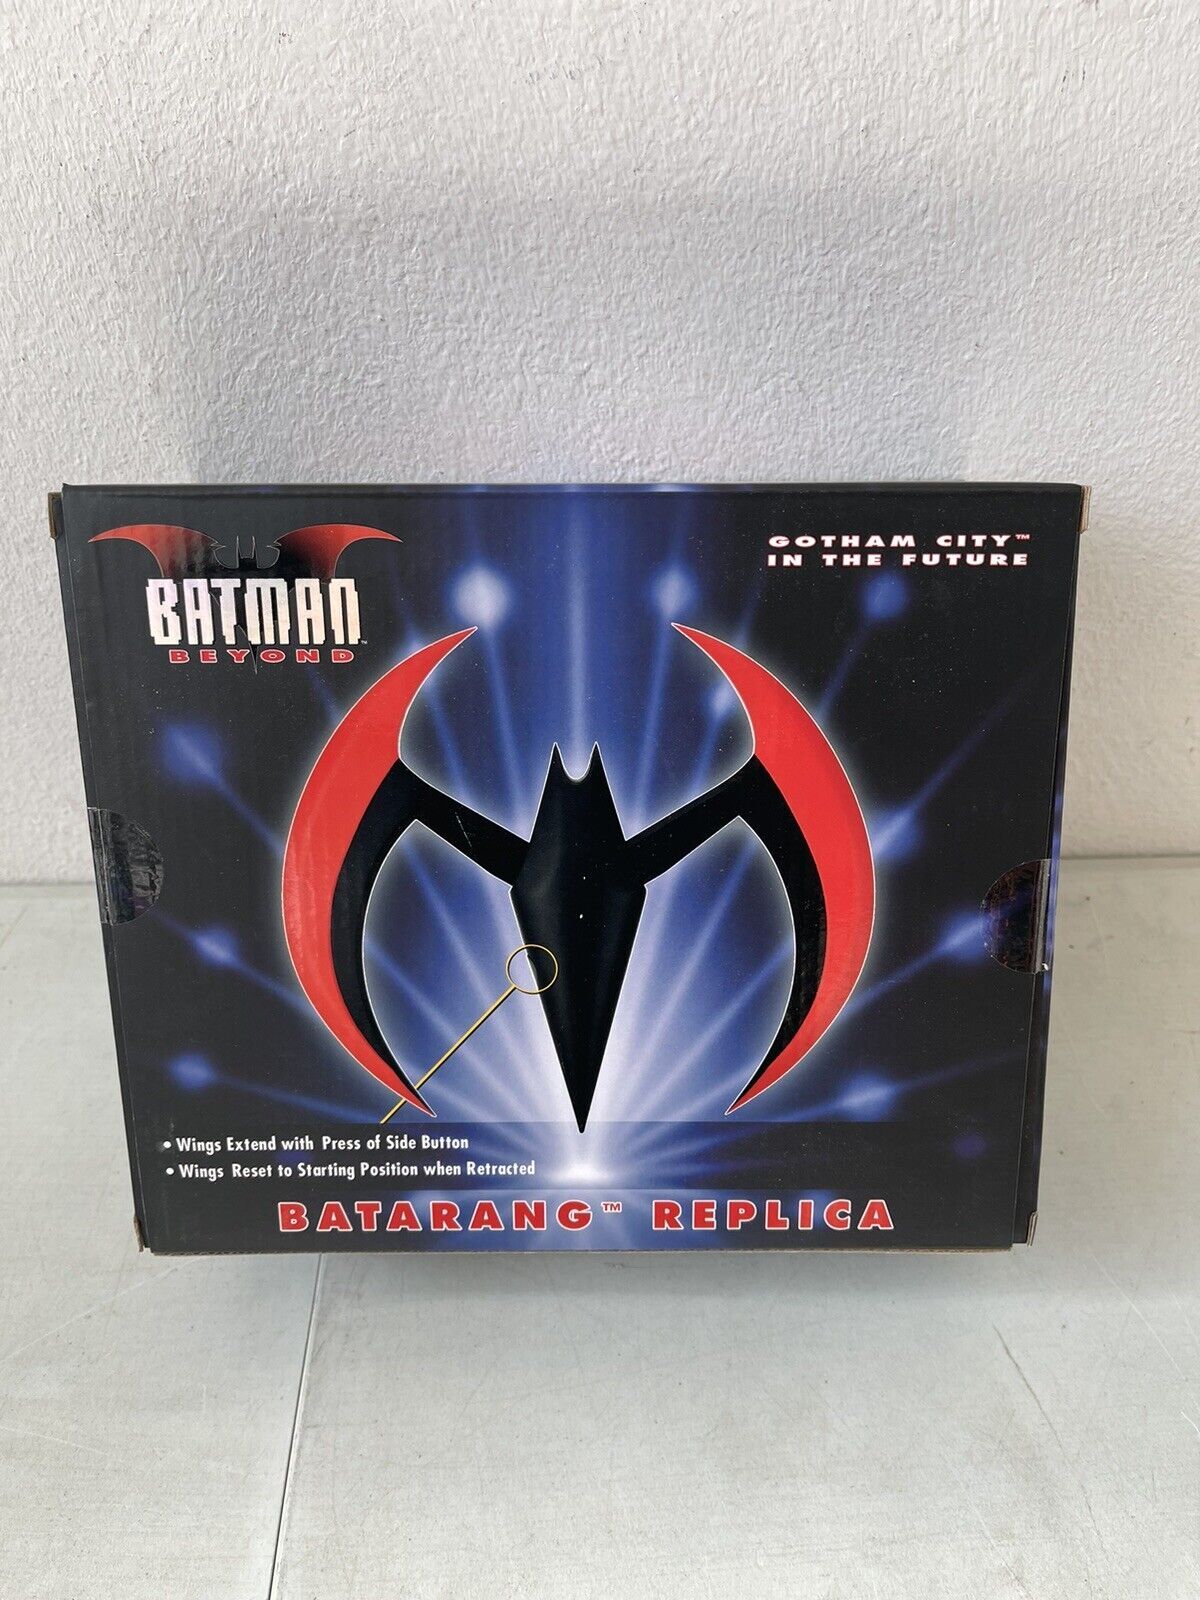 BATMAN™
BEYOND
GOTHAM CITY™
IN THE FUTURE
• Wings Extend with Press of Side Button
• Wings Reset to Starting Position when Retracted
BATARANG™ REPLICA